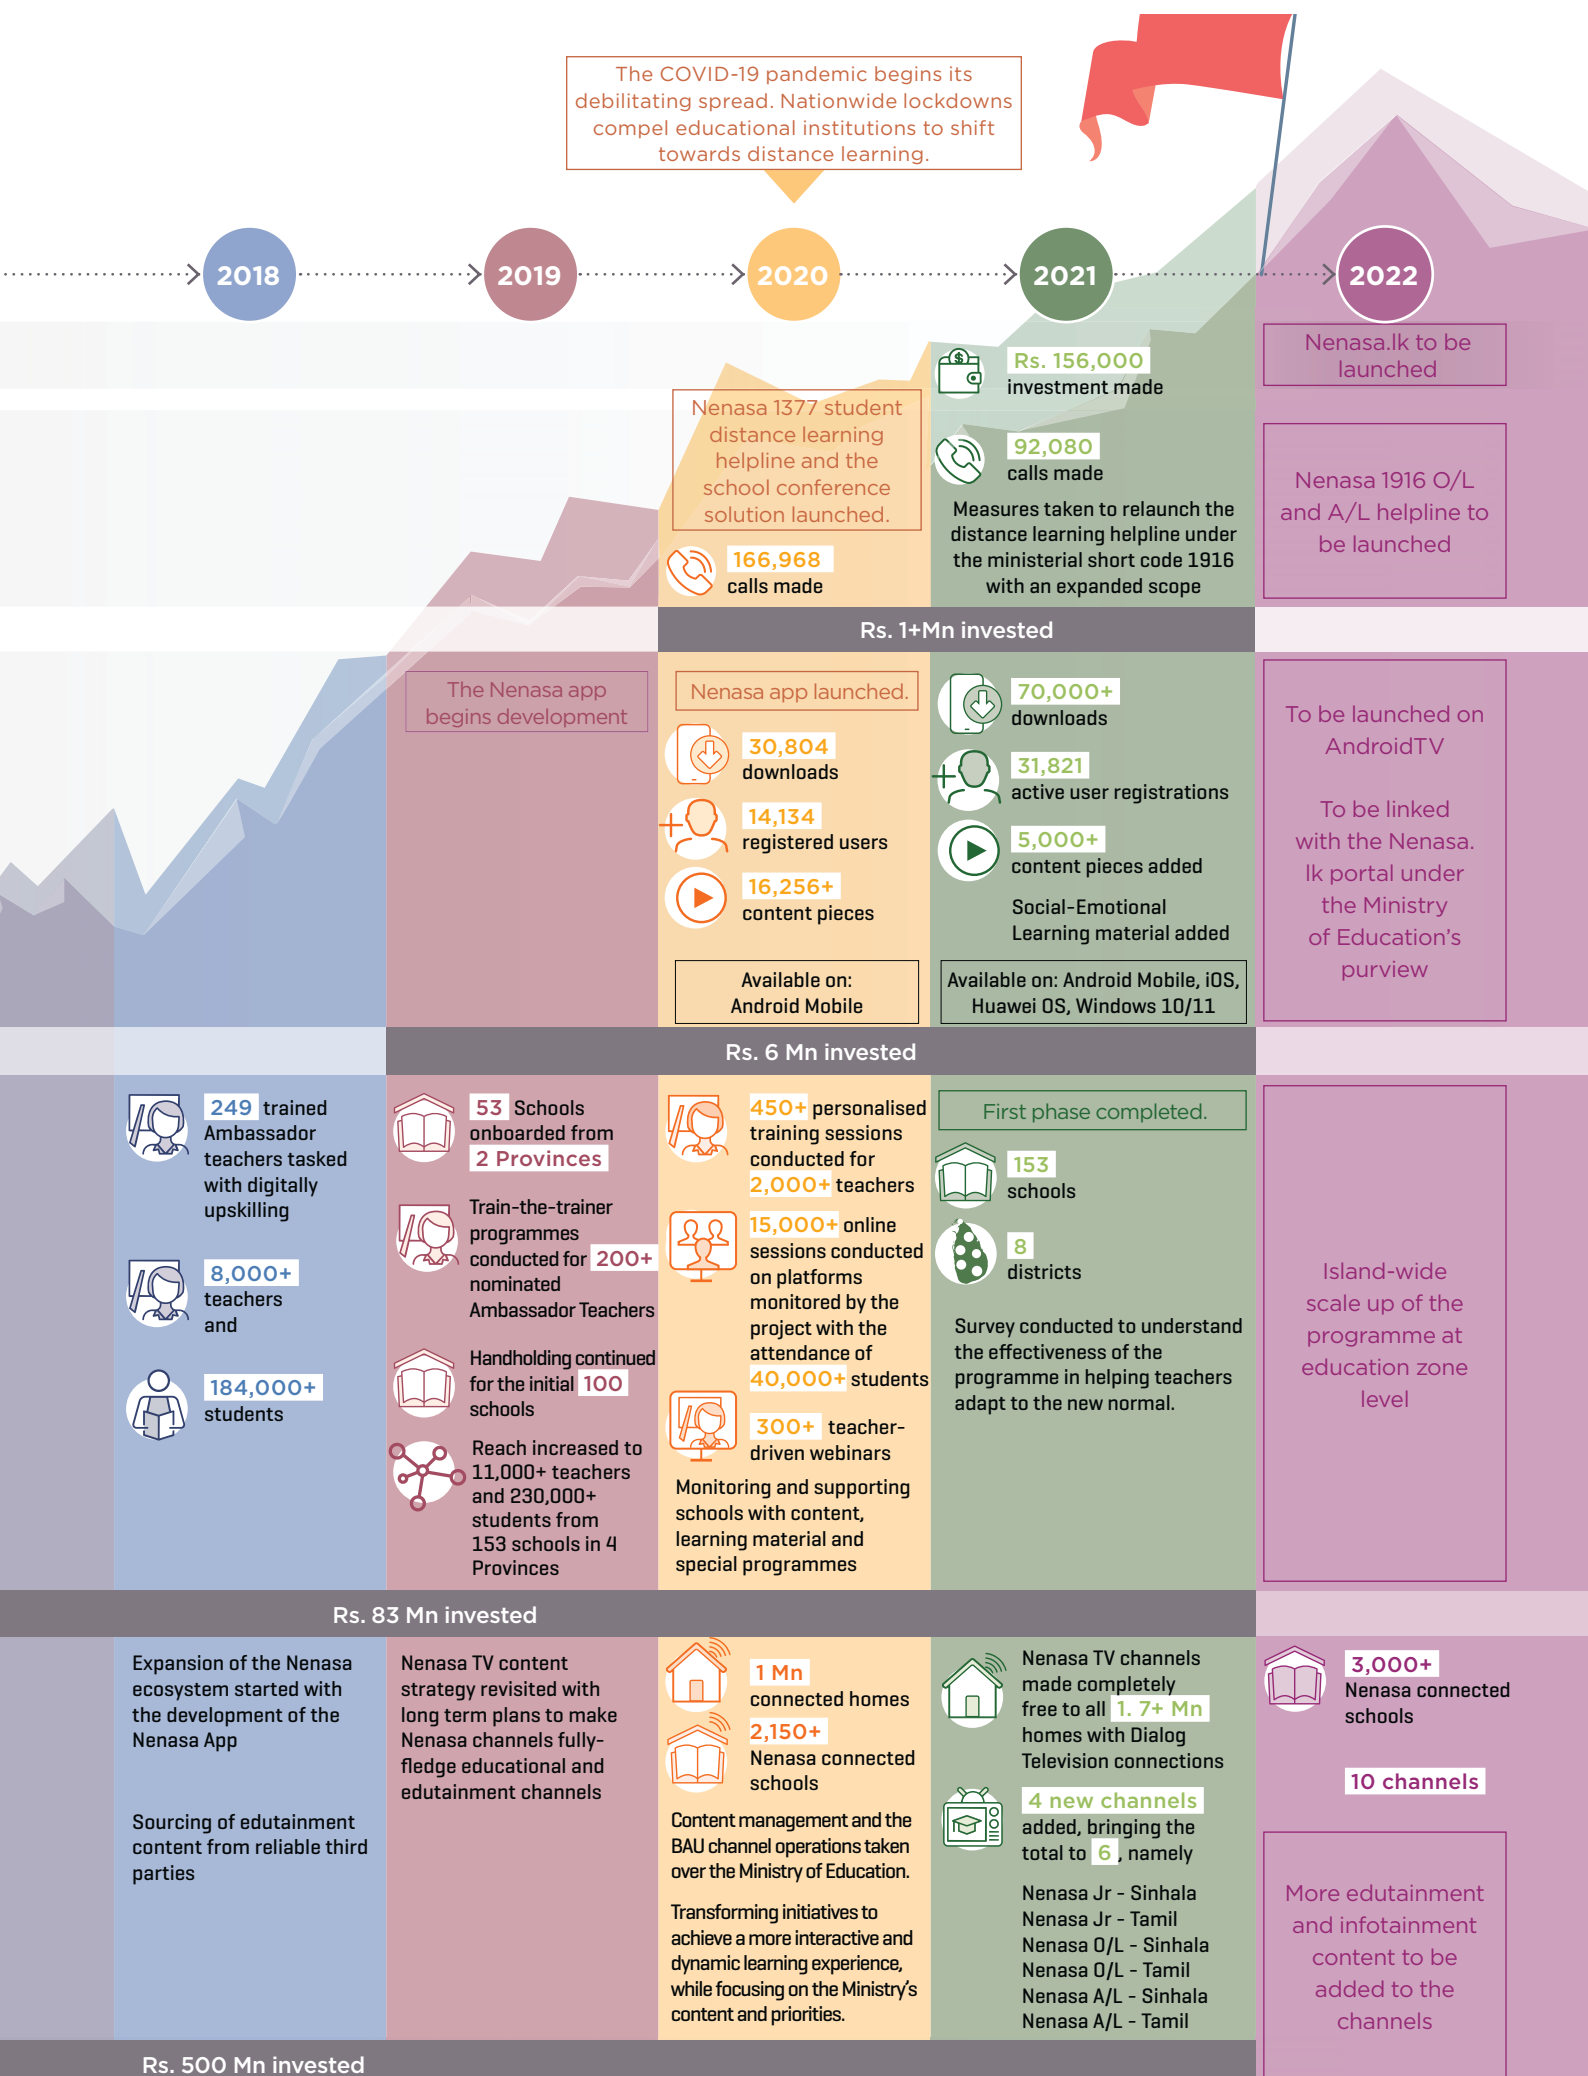 The COVID-19 pandemic begins its
debilitating spread. Nationwide lockdowns
compel educational institutions to shift
towards distance learning.
2018
2019
2020
2021
2022
Nenasa 1377 student
distance learning
helpline and the
school conference
solution launched.
166,968
calls made
Rs. 156,000
investment made
92,080
calls made
Measures taken to relaunch the
distance learning helpline under
the ministerial short code 1916
with an expanded scope
Nenasa.lk to be
launched
Nenasa 1916 O/L
and A/L helpline to
be launched
Rs. 1+Mn invested
The Nenasa app
begins development
Nenasa app launched.
30,804
downloads
14,134
registered users
16,256+
content pieces
Available on:
Android Mobile
70,000+
downloads
31,821
active user registrations
5,000+
content pieces added
Social-Emotional
Learning material added
Available on: Android Mobile, iOS,
Huawei OS, Windows 10/11
To be launched on
AndroidTV
To be linked
with the Nenasa.
lk portal under
the Ministry
of Education's
purview
Rs. 6 Mn invested
249 trained
Ambassador
teachers tasked
with digitally
upskilling
8,000+
teachers
and
184,000+
students
53 Schools
onboarded from
2 Provinces
Train-the-trainer
programmes
conducted for 200+
nominated
Ambassador Teachers
Handholding continued
for the initial 100
schools
Reach increased to
11,000+ teachers
and 230,000+
students from
153 schools in 4
Provinces
450+ personalised
training sessions
conducted for
2,000+ teachers
15,000+ online
sessions conducted
on platforms
monitored by the
project with the
attendance of
40,000+ students
300+ teacher-
driven webinars
Monitoring and supporting
schools with content,
learning material and
special programmes
First phase completed.
153
schools
8
districts
Survey conducted to understand
the effectiveness of the
programme in helping teachers
adapt to the new normal.
Island-wide
scale up of the
programme at
education zone
level
Rs. 83 Mn invested
Expansion of the Nenasa
ecosystem started with
the development of the
Nenasa App
Sourcing of edutainment
content from reliable third
parties
Nenasa TV content
strategy revisited with
long term plans to make
Nenasa channels fully-
fledge educational and
edutainment channels
1 Mn
connected homes
2,150+
Nenasa connected
schools
Content management and the
BAU channel operations taken
over the Ministry of Education.
Transforming initiatives to
achieve a more interactive and
dynamic learning experience,
while focusing on the Ministry's
content and priorities.
Nenasa TV channels
made completely
free to all 1. 7+ Mn
homes with Dialog
Television connections
4 new channels
added, bringing the
total to 6 , namely
Nenasa Jr - Sinhala
Nenasa Jr - Tamil
Nenasa O/L - Sinhala
Nenasa O/L - Tamil
Nenasa A/L - Sinhala
Nenasa A/L - Tamil
3,000+
Nenasa connected
schools
10 channels
More edutainment
and infotainment
content to be
added to the
channels
Rs. 500 Mn invested